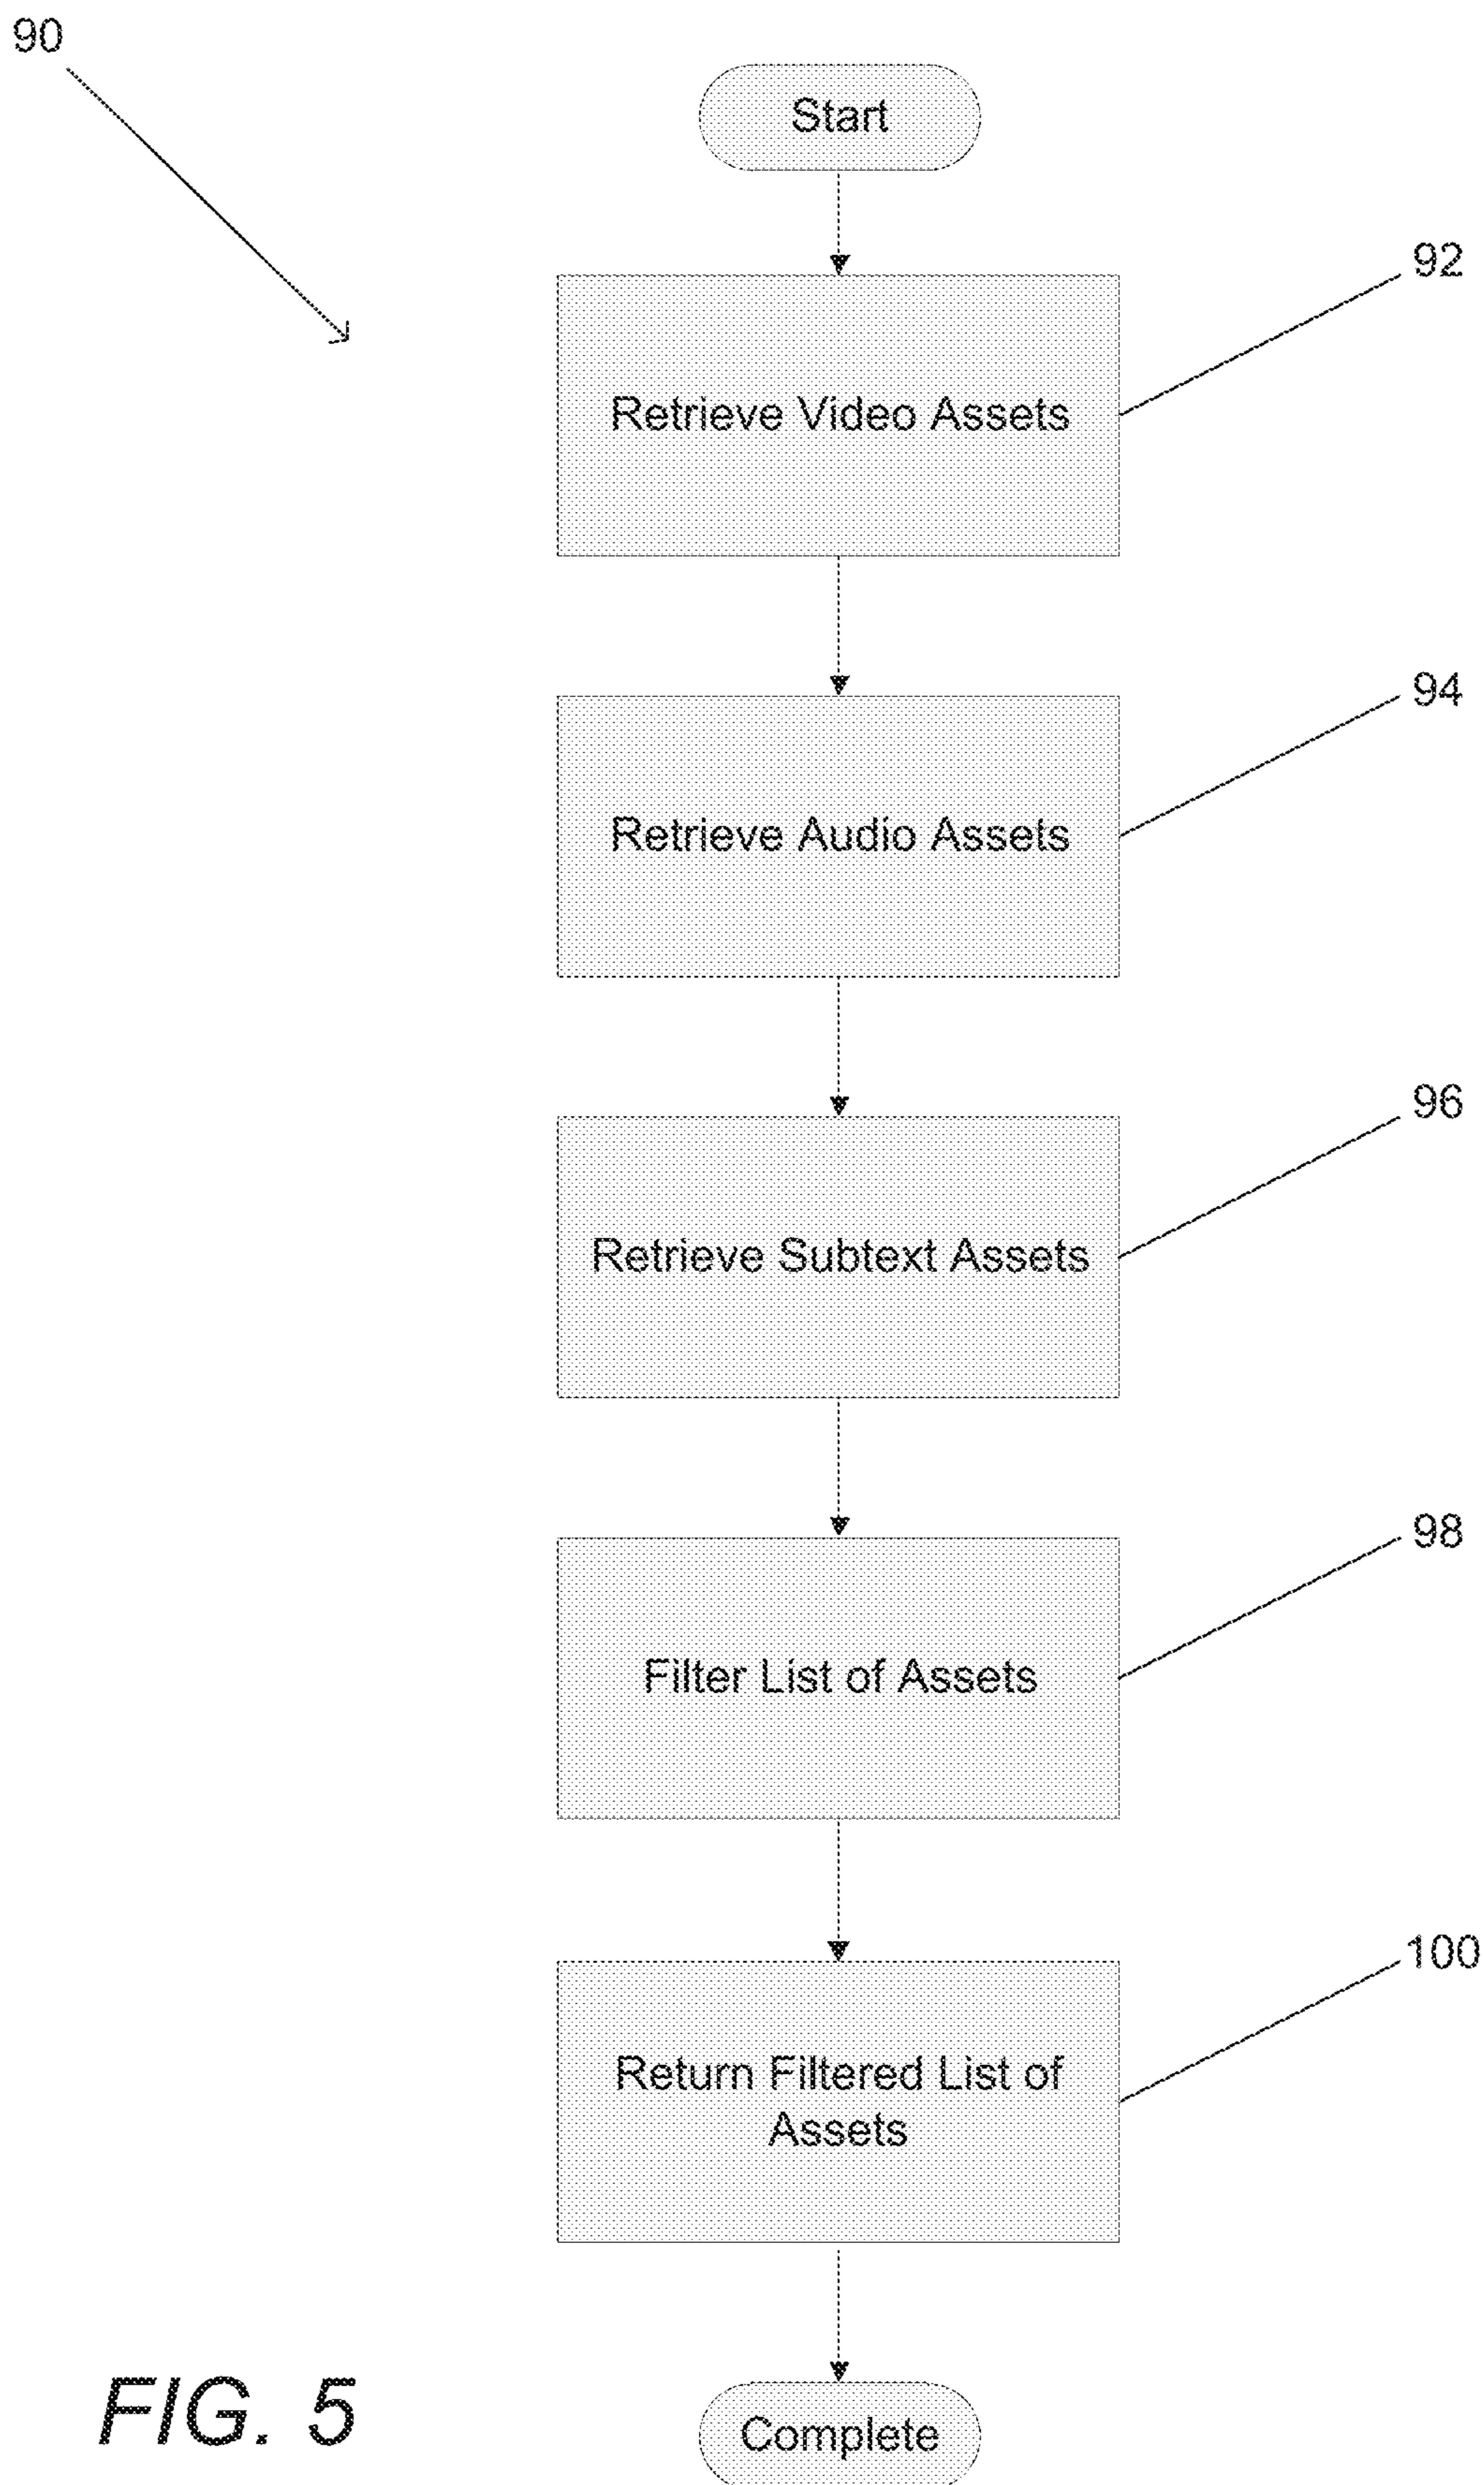 90
Start
92
Retrieve Video Assets
94
Retrieve Audio Assets
96
Retrieve Subtext Assets
98
Filter List of Assets
100
Return Filtered List of
Assets
Complete
FIG. 5